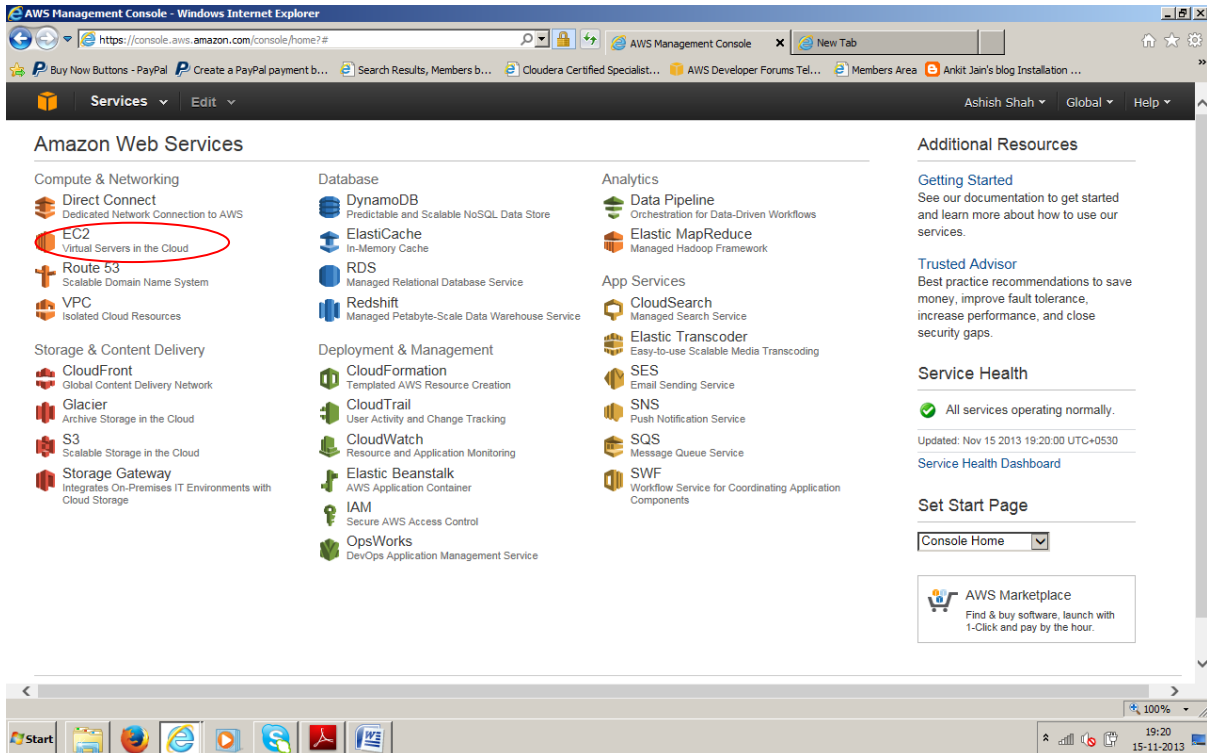 AWS Management Console - Windows Internet Explorer
https://console.aws.amazon.com/console/home?#
AWS Management Console
New Tab
Buy Now Buttons - PayPal
Create a PayPal payment b...
Search Results, Members b...
Cloudera Certified Specialist...
AWS Developer Forums Tel...
Members Area
Ankit Jain's blog Installation ...
Services
Edit
Ashish Shah
Global
Help
Amazon Web Services
Compute & Networking
Direct Connect
Dedicated Network Connection to AWS
EC2
Virtual Servers in the Cloud
Route 53
Scalable Domain Name System
VPC
Isolated Cloud Resources
Storage & Content Delivery
CloudFront
Global Content Delivery Network
Glacier
Archive Storage in the Cloud
S3
Scalable Storage in the Cloud
Storage Gateway
Integrates On-Premises IT Environments with
Cloud Storage
Database
DynamoDB
Predictable and Scalable NoSQL Data Store
ElastiCache
In-Memory Cache
RDS
Managed Relational Database Service
Redshift
Managed Petabyte-Scale Data Warehouse Service
Deployment & Management
CloudFormation
Templated AWS Resource Creation
CloudTrail
User Activity and Change Tracking
CloudWatch
Resource and Application Monitoring
Elastic Beanstalk
AWS Application Container
IAM
Secure AWS Access Control
OpsWorks
DevOps Application Management Service
Analytics
Data Pipeline
Orchestration for Data-Driven Workflows
Elastic MapReduce
Managed Hadoop Framework
App Services
CloudSearch
Managed Search Service
Elastic Transcoder
Easy-to-use Scalable Media Transcoding
SES
Email Sending Service
SNS
Push Notification Service
SQS
Message Queue Service
SWF
Workflow Service for Coordinating Application
Components
Additional Resources
Getting Started
See our documentation to get started
and learn more about how to use our
services.
Trusted Advisor
Best practice recommendations to save
money, improve fault tolerance,
increase performance, and close
security gaps.
Service Health
All services operating normally.
Updated: Nov 15 2013 19:20:00 UTC+0530
Service Health Dashboard
Set Start Page
Console Home
AWS Marketplace
Find & buy software, launch with
1-Click and pay by the hour.
100%
Start
19:20
15-11-2013